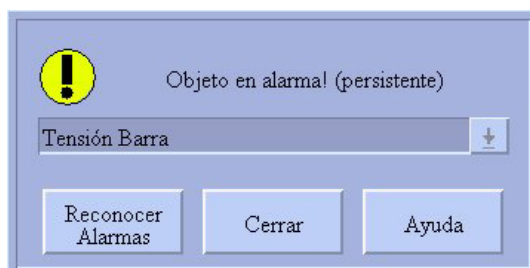 Objeto en alarma! (persistente)
Tensión Barra
Reconocer
Alarmas
Cerrar
Ayuda